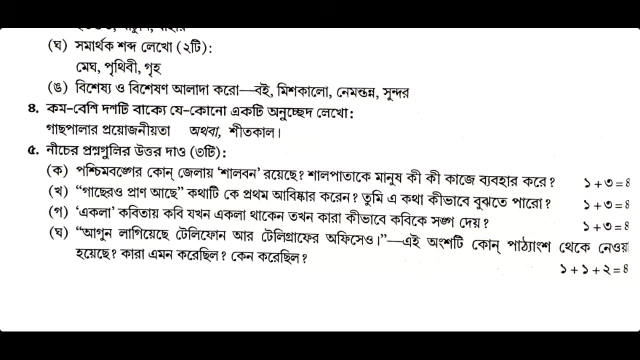 (ঘ) সমার্থক শব্দ লেখো (২টি):
মেঘ, পৃথিবী, গৃহ
(ঙ) বিশেষ্য ও বিশেষণ আলাদা করো—বই, মিশকালো, নেমন্তন্ন, সুন্দর
৪. কম-বেশি দশটি বাক্যে যে-কোনো একটি অনুচ্ছেদ লেখো:
গাছপালার প্রয়োজনীয়তা অথবা, শীতকাল।
৫. নীচের প্রশ্নগুলির উত্তর দাও (৩টি):
(ক) পশ্চিমবঙ্গের কোন্ জেলায় ‘শালবন’ রয়েছে? শালপাতাকে মানুষ কী কী কাজে ব্যবহার করে? ১+৩=৪
(খ) “গাছেরও প্রাণ আছে” কথাটি কে প্রথম আবিষ্কার করেন? তুমি এ কথা কীভাবে বুঝতে পারো? ১+৩=৪
(গ) ‘একলা’ কবিতায় কবি যখন একলা থাকেন তখন কারা কীভাবে কবিকে সঙ্গ দেয়? ১+৩=৪
(ঘ) “আগুন লাগিয়েছে টেলিফোন আর টেলিগ্রাফের অফিসেও।”—এই অংশটি কোন্ পাঠ্যাংশ থেকে নেওয়া
হয়েছে? কারা এমন করেছিল? কেন করেছিল? ১+১+২=৪